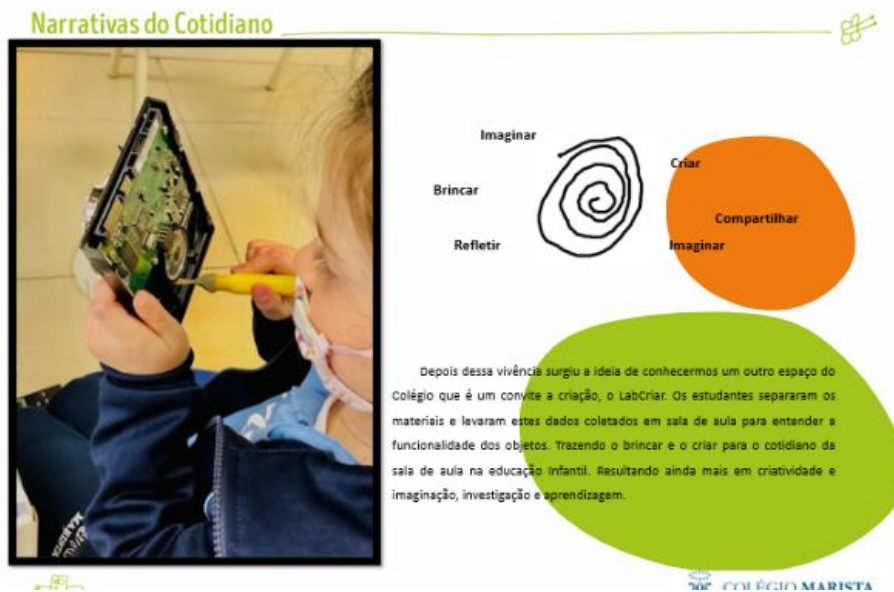 Narrativas do Cotidiano
Imaginar
Criar
Brincar
Compartilhar
Refletir
Imaginar
Depois dessa vivência surgiu a ideia de conhecermos um outro espaço do
Colégio que é um convite a criação, o LabCriar. Os estudantes separaram os
materiais e levaram estes dados coletados em sala de aula para entender a
funcionalidade dos objetos. Trazendo o brincar e o criar para o cotidiano da
sala de aula na educação Infantil. Resultando ainda mais em criatividade e
imaginação, investigação e aprendizagem.
COLÉGIO MARISTA